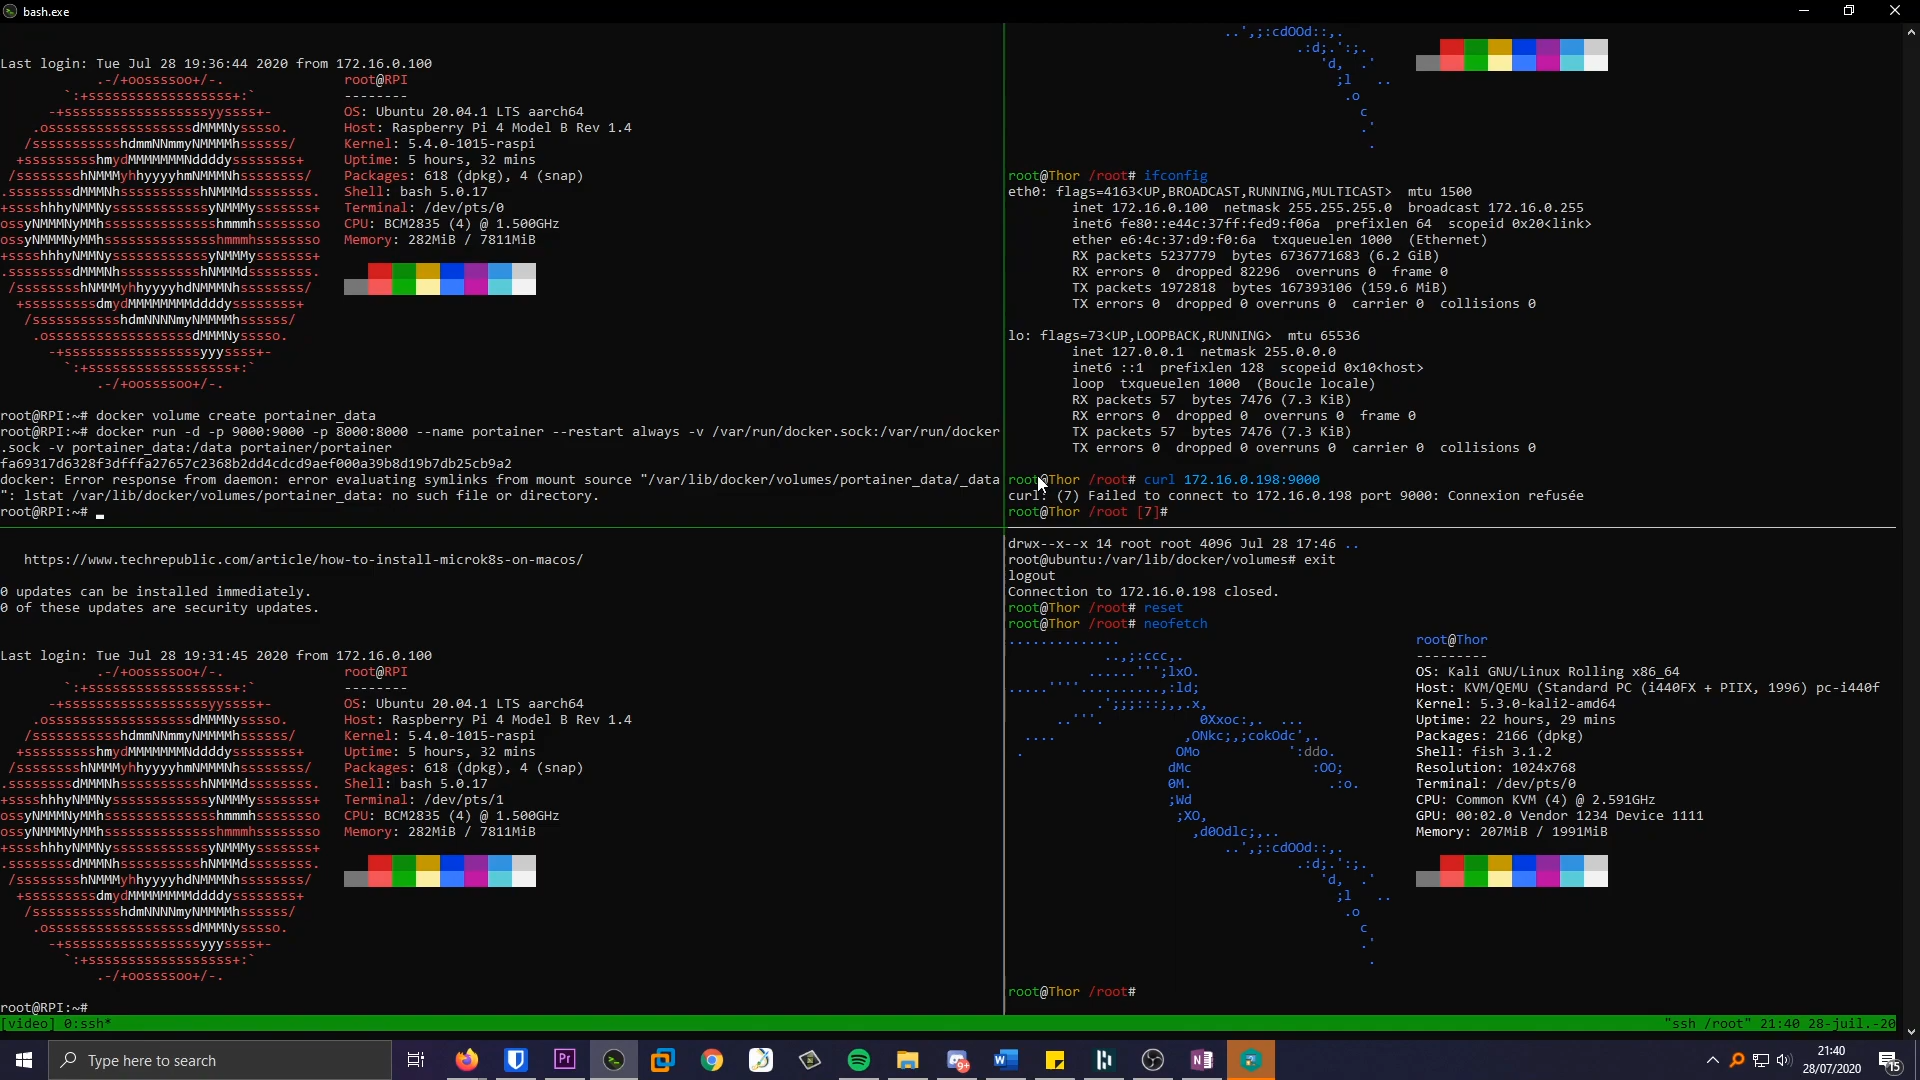 bash.exe
Last login: Tue Jul 28 19:36:44 2020 from 172.16.0.100
root@RPI
--------
OS: Ubuntu 20.04.1 LTS aarch64
Host: Raspberry Pi 4 Model B Rev 1.4
Kernel: 5.4.0-1015-raspi
Uptime: 5 hours, 32 mins
Packages: 618 (dpkg), 4 (snap)
Shell: bash 5.0.17
Terminal: /dev/pts/0
CPU: BCM2835 (4) @ 1.500GHz
Memory: 282MiB / 7811MiB
root@RPI:~# docker volume create portainer_data
root@RPI:~# docker run -d -p 9000:9000 -p 8000:8000 --name portainer --restart always -v /var/run/docker.sock:/var/run/docker
.sock -v portainer_data:/data portainer/portainer
fa69317d6328f3dfffa27657c2368b2dd4cdcd9aef000a39b8d19b7db25cb9a2
docker: Error response from daemon: error evaluating symlinks from mount source "/var/lib/docker/volumes/portainer_data/_data
": lstat /var/lib/docker/volumes/portainer_data: no such file or directory.
root@RPI:~#
root@Thor /root# ifconfig
eth0: flags=4163<UP,BROADCAST,RUNNING,MULTICAST>  mtu 1500
inet 172.16.0.100  netmask 255.255.255.0  broadcast 172.16.0.255
inet6 fe80::e44c:37ff:fed9:f06a  prefixlen 64  scopeid 0x20<link>
ether e6:4c:37:d9:f0:6a  txqueuelen 1000  (Ethernet)
RX packets 5237779  bytes 6736771683 (6.2 GiB)
RX errors 0  dropped 82296  overruns 0  frame 0
TX packets 1972818  bytes 167393106 (159.6 MiB)
TX errors 0  dropped 0 overruns 0  carrier 0  collisions 0
lo: flags=73<UP,LOOPBACK,RUNNING>  mtu 65536
inet 127.0.0.1  netmask 255.0.0.0
inet6 ::1  prefixlen 128  scopeid 0x10<host>
loop  txqueuelen 1000  (Boucle locale)
RX packets 57  bytes 7476 (7.3 KiB)
RX errors 0  dropped 0  overruns 0  frame 0
TX packets 57  bytes 7476 (7.3 KiB)
TX errors 0  dropped 0 overruns 0  carrier 0  collisions 0
root@Thor /root# curl 172.16.0.198:9000
curl: (7) Failed to connect to 172.16.0.198 port 9000: Connexion refusée
root@Thor /root [7]#
https://www.techrepublic.com/article/how-to-install-microk8s-on-macos/
0 updates can be installed immediately.
0 of these updates are security updates.
Last login: Tue Jul 28 19:31:45 2020 from 172.16.0.100
root@RPI
--------
OS: Ubuntu 20.04.1 LTS aarch64
Host: Raspberry Pi 4 Model B Rev 1.4
Kernel: 5.4.0-1015-raspi
Uptime: 5 hours, 32 mins
Packages: 618 (dpkg), 4 (snap)
Shell: bash 5.0.17
Terminal: /dev/pts/1
CPU: BCM2835 (4) @ 1.500GHz
Memory: 282MiB / 7811MiB
root@RPI:~#
drwx--x--x 14 root root 4096 Jul 28 17:46 ..
root@ubuntu:/var/lib/docker/volumes# exit
logout
Connection to 172.16.0.198 closed.
root@Thor /root# reset
root@Thor /root# neofetch
root@Thor
---------
OS: Kali GNU/Linux Rolling x86_64
Host: KVM/QEMU (Standard PC (i440FX + PIIX, 1996) pc-i440f
Kernel: 5.3.0-kali2-amd64
Uptime: 22 hours, 29 mins
Packages: 2166 (dpkg)
Shell: fish 3.1.2
Resolution: 1024x768
Terminal: /dev/pts/0
CPU: Common KVM (4) @ 2.591GHz
GPU: 00:02.0 Vendor 1234 Device 1111
Memory: 207MiB / 1991MiB
root@Thor /root#
[video] 0:ssh*
"ssh /root" 21:40 28-juil.-20
Type here to search
21:40
28/07/2020
15